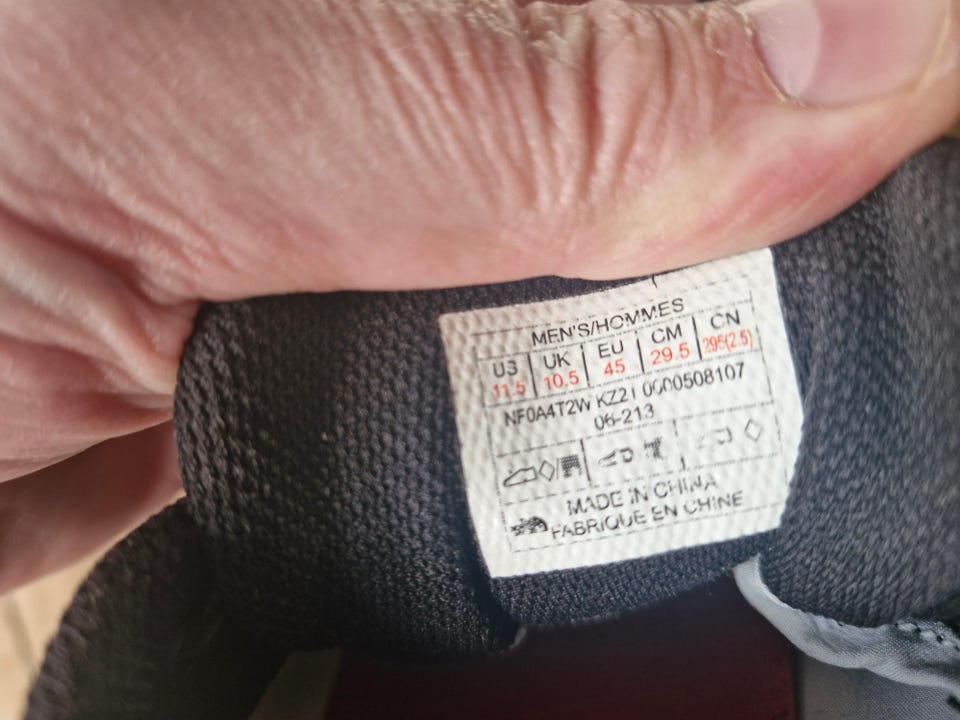 MEN'S/HOMMES
US UK EU CM CN
11.5 10.5 45 29.5 295(2.5)
NF0A4T2W KZ21 0000508107
06-213
MADE IN CHINA
FABRIQUE EN CHINE